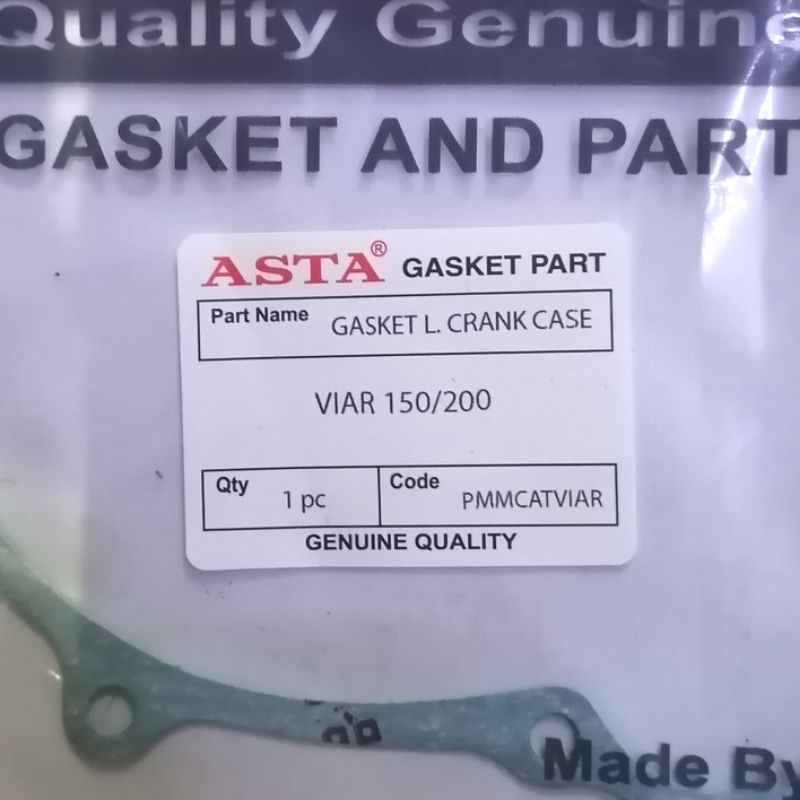 Quality Genuine
GASKET AND PART
ASTA® GASKET PART
Part Name GASKET L. CRANK CASE
VIAR 150/200
Qty 1 pc Code PMMCATVIAR
GENUINE QUALITY
Made By